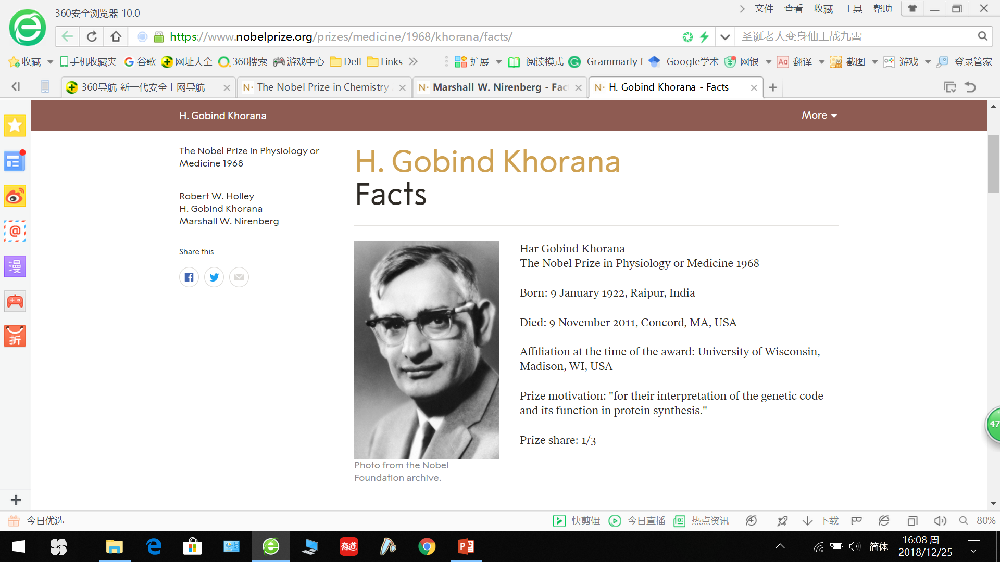 360安全浏览器 10.0
文件 查看 收藏 工具 帮助
https://www.nobelprize.org/prizes/medicine/1968/khorana/facts/
圣诞老人变身仙王战九霄
收藏 手机收藏夹 谷歌 网址大全 360搜索 游戏中心 Dell Links 扩展 阅读模式 Grammarly f Google学术 网银 翻译 截图 游戏 登录管家
360导航_新一代安全上网导航 The Nobel Prize in Chemistry Marshall W. Nirenberg - Fac H. Gobind Khorana - Facts
H. Gobind Khorana
More
The Nobel Prize in Physiology or
Medicine 1968
Robert W. Holley
H. Gobind Khorana
Marshall W. Nirenberg
Share this
H. Gobind Khorana
Facts
Har Gobind Khorana
The Nobel Prize in Physiology or Medicine 1968
Born: 9 January 1922, Raipur, India
Died: 9 November 2011, Concord, MA, USA
Affiliation at the time of the award: University of Wisconsin,
Madison, WI, USA
Prize motivation: "for their interpretation of the genetic code
and its function in protein synthesis."
Prize share: 1/3
Photo from the Nobel
Foundation archive.
漫
折
47
今日优选
快剪辑 今日直播 热点资讯 下载 80%
有道
简体
16:08 周二
2018/12/25